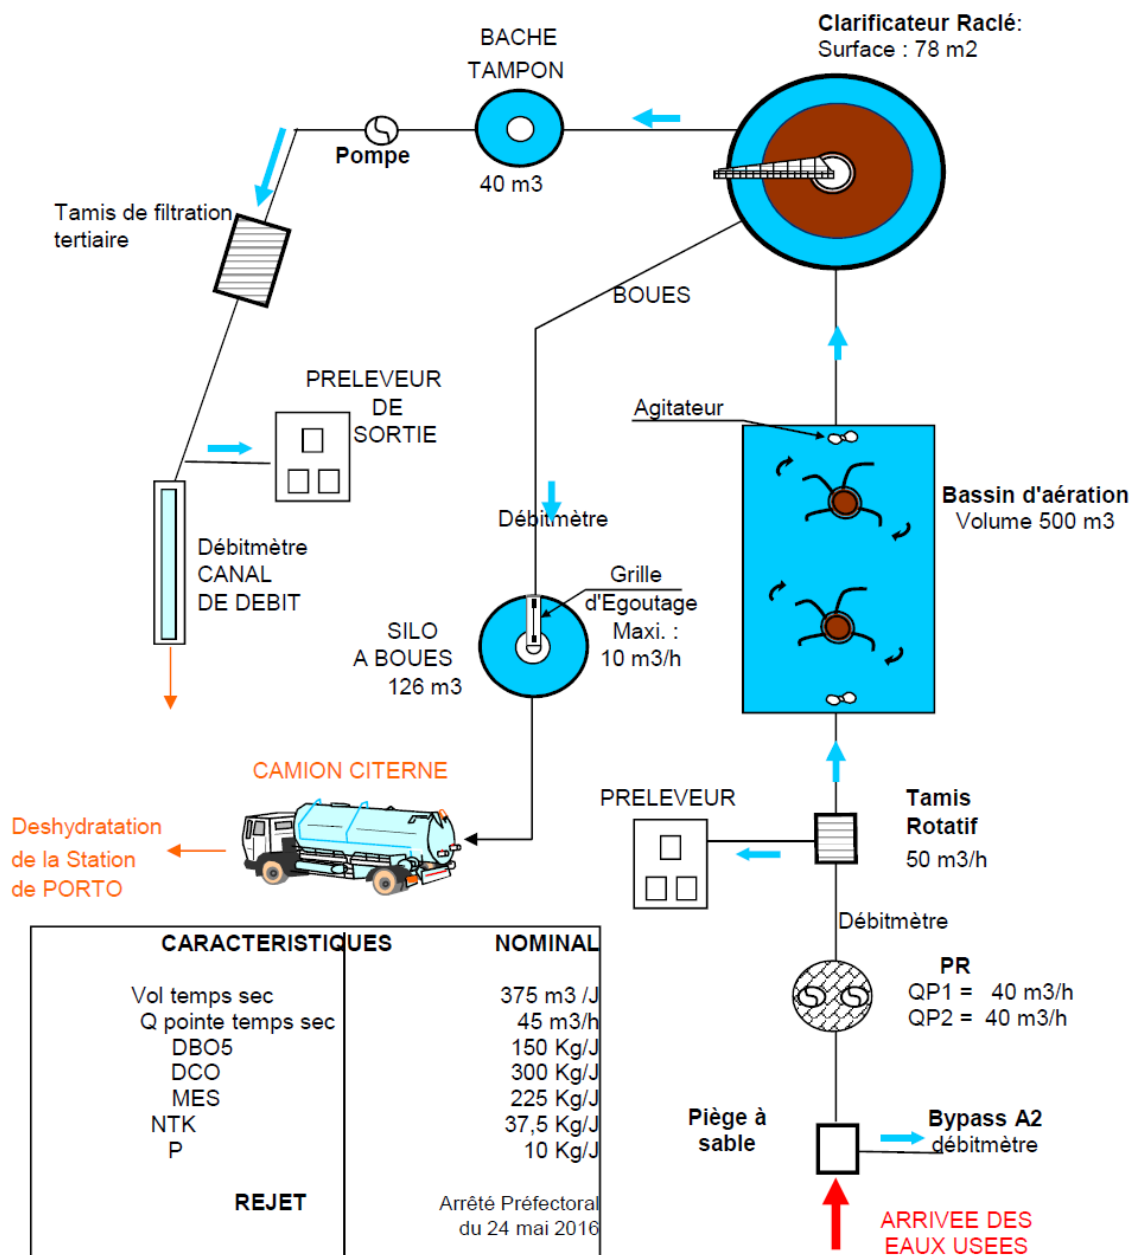 Clarificateur Raclé:
Surface : 78 m2
BACHE
TAMPON
Pompe
40 m3
Tamis de filtration
tertiaire
BOUES
PRELEVEUR
DE
SORTIE
Agitateur
Bassin d'aération
Volume 500 m3
Débitmètre
Débitmètre
CANAL
DE DEBIT
Grille
d'Egoutage
Maxi. :
10 m3/h
SILO
A BOUES
126 m3
CAMION CITERNE
Deshydratation
de la Station
de PORTO
PRELEVEUR
Tamis
Rotatif
50 m3/h
Débitmètre
PR
QP1 = 40 m3/h
QP2 = 40 m3/h
Piège à
sable
Bypass A2
débitmètre
ARRIVEE DES
EAUX USEES
CARACTERISTIQUES NOMINAL
Vol temps sec 375 m3 /J
Q pointe temps sec 45 m3/h
DBO5 150 Kg/J
DCO 300 Kg/J
MES 225 Kg/J
NTK 37,5 Kg/J
P 10 Kg/J
REJET Arrêté Préfectoral
du 24 mai 2016